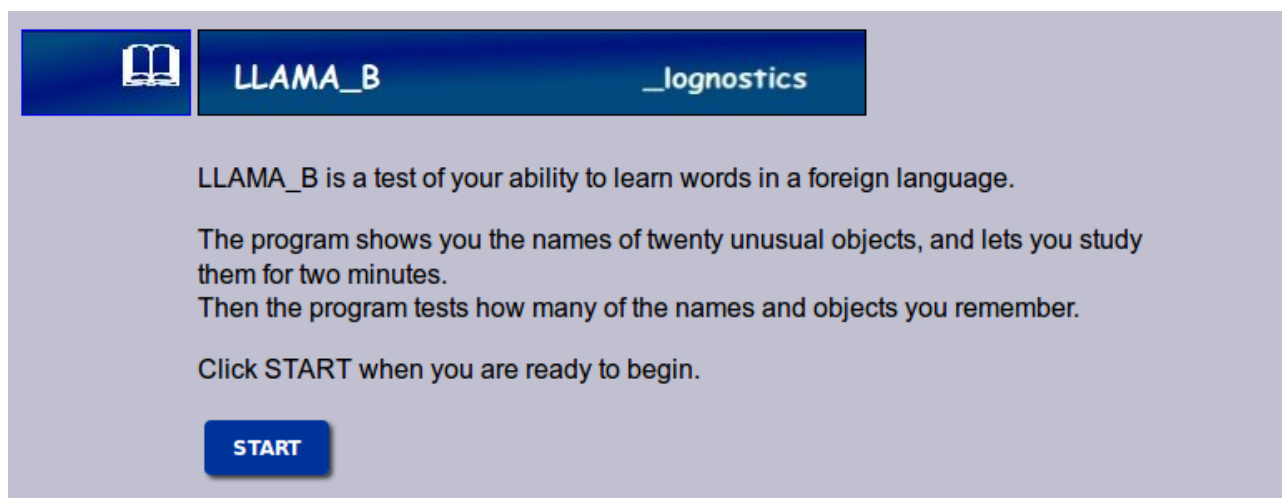 LLAMA_B _lognostics
LLAMA_B is a test of your ability to learn words in a foreign language.
The program shows you the names of twenty unusual objects, and lets you study
them for two minutes.
Then the program tests how many of the names and objects you remember.
Click START when you are ready to begin.
START